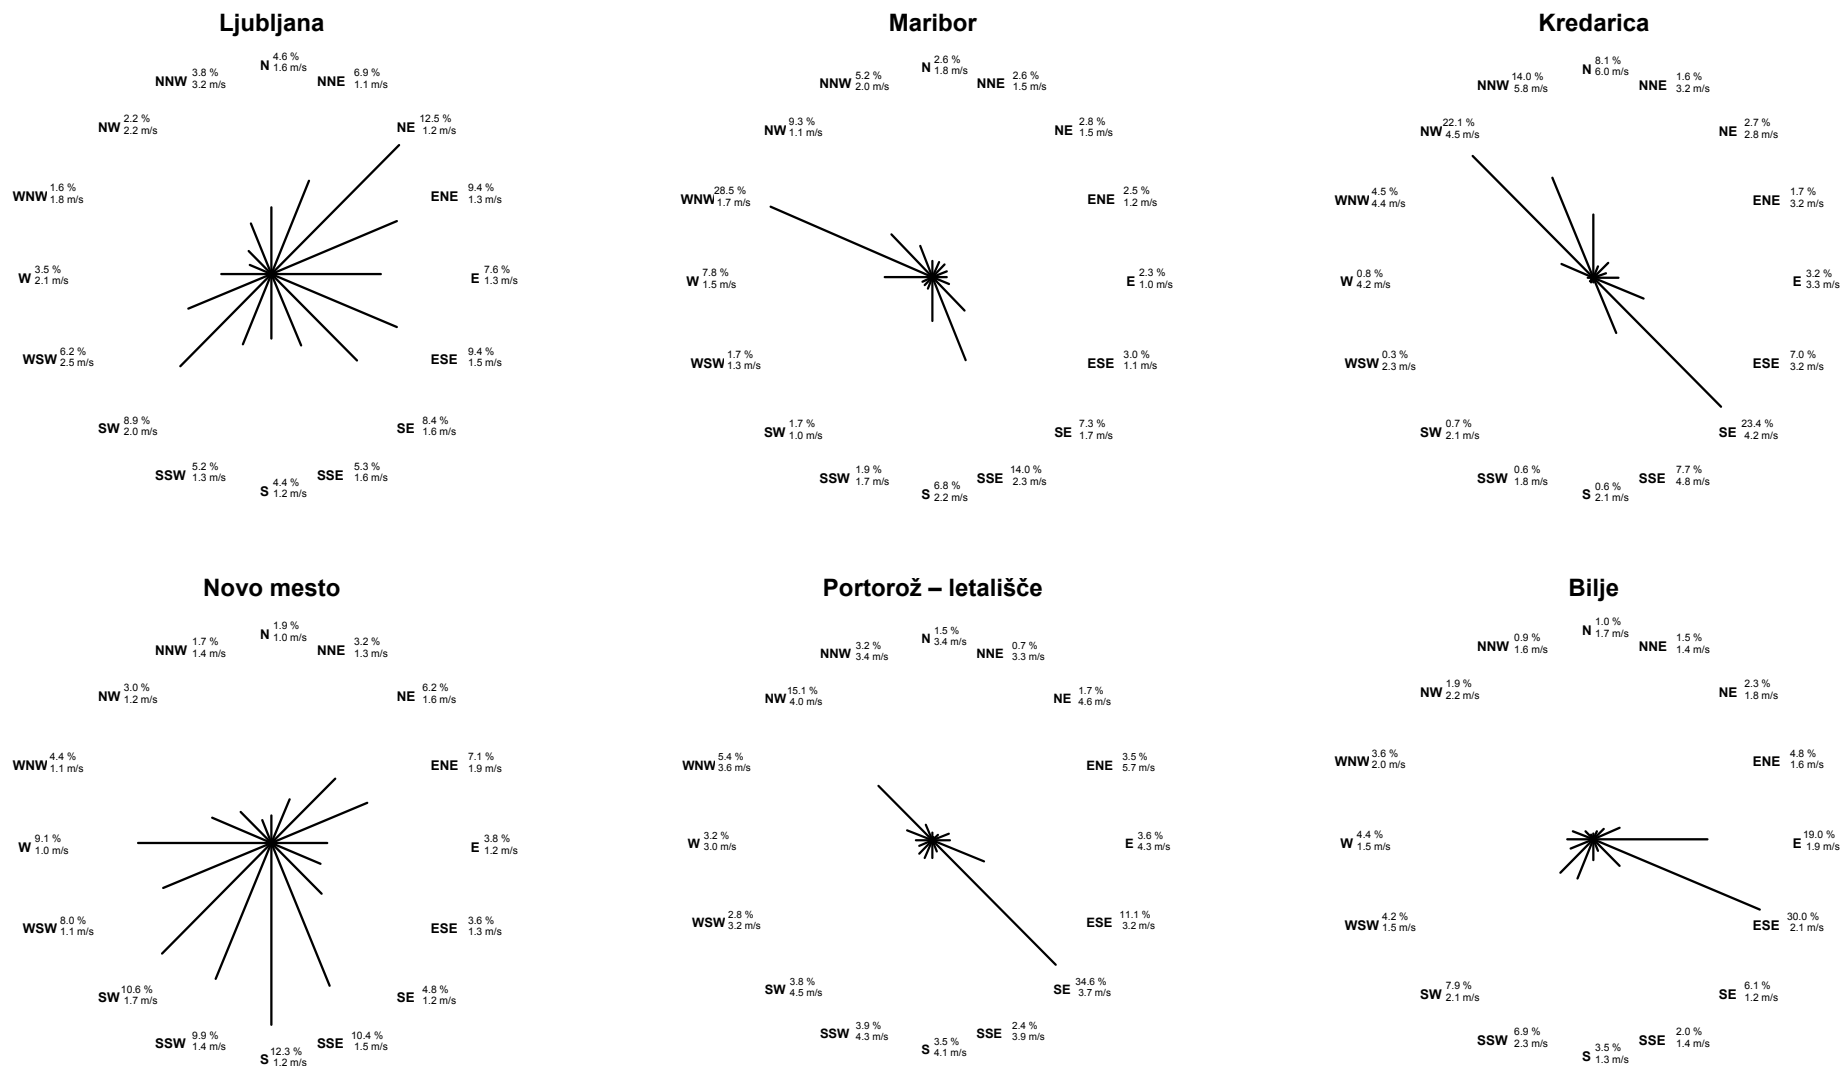 Ljubljana
N 4.6 %
1.6 m/s
NNE 6.9 %
1.1 m/s
NE 12.5 %
1.2 m/s
ENE 9.4 %
1.3 m/s
E 7.6 %
1.3 m/s
ESE 9.4 %
1.5 m/s
SE 8.4 %
1.6 m/s
SSE 5.3 %
1.6 m/s
S 4.4 %
1.2 m/s
SSW 5.2 %
1.3 m/s
SW 8.9 %
2.0 m/s
WSW 6.2 %
2.5 m/s
W 3.5 %
2.1 m/s
WNW 1.6 %
1.8 m/s
NW 2.2 %
2.2 m/s
NNW 3.8 %
3.2 m/s
Maribor
N 2.6 %
1.8 m/s
NNE 2.6 %
1.5 m/s
NE 2.8 %
1.5 m/s
ENE 2.5 %
1.2 m/s
E 2.3 %
1.0 m/s
ESE 3.0 %
1.1 m/s
SE 7.3 %
1.7 m/s
SSE 14.0 %
2.3 m/s
S 6.8 %
2.2 m/s
SSW 1.9 %
1.7 m/s
SW 1.7 %
1.0 m/s
WSW 1.7 %
1.3 m/s
W 7.8 %
1.5 m/s
WNW 28.5 %
1.7 m/s
NW 9.3 %
1.1 m/s
NNW 5.2 %
2.0 m/s
Kredarica
N 8.1 %
6.0 m/s
NNE 1.6 %
3.2 m/s
NE 2.7 %
2.8 m/s
ENE 1.7 %
3.2 m/s
E 3.2 %
3.3 m/s
ESE 7.0 %
3.2 m/s
SE 23.4 %
4.2 m/s
SSE 7.7 %
4.8 m/s
S 0.6 %
2.1 m/s
SSW 0.6 %
1.8 m/s
SW 0.7 %
2.1 m/s
WSW 0.3 %
2.3 m/s
W 0.8 %
4.2 m/s
WNW 4.5 %
4.4 m/s
NW 22.1 %
4.5 m/s
NNW 14.0 %
5.8 m/s
Novo mesto
N 1.9 %
1.0 m/s
NNE 3.2 %
1.3 m/s
NE 6.2 %
1.6 m/s
ENE 7.1 %
1.9 m/s
E 3.8 %
1.2 m/s
ESE 3.6 %
1.3 m/s
SE 4.8 %
1.2 m/s
SSE 10.4 %
1.5 m/s
S 12.3 %
1.2 m/s
SSW 9.9 %
1.4 m/s
SW 10.6 %
1.7 m/s
WSW 8.0 %
1.1 m/s
W 9.1 %
1.0 m/s
WNW 4.4 %
1.1 m/s
NW 3.0 %
1.2 m/s
NNW 1.7 %
1.4 m/s
Portorož – letališče
N 1.5 %
3.4 m/s
NNE 0.7 %
3.3 m/s
NE 1.7 %
4.6 m/s
ENE 3.5 %
5.7 m/s
E 3.6 %
4.3 m/s
ESE 11.1 %
3.2 m/s
SE 34.6 %
3.7 m/s
SSE 2.4 %
3.9 m/s
S 3.5 %
4.1 m/s
SSW 3.9 %
4.3 m/s
SW 3.8 %
4.5 m/s
WSW 2.8 %
3.2 m/s
W 3.2 %
3.0 m/s
WNW 5.4 %
3.6 m/s
NW 15.1 %
4.0 m/s
NNW 3.2 %
3.4 m/s
Bilje
N 1.0 %
1.7 m/s
NNE 1.5 %
1.4 m/s
NE 2.3 %
1.8 m/s
ENE 4.8 %
1.6 m/s
E 19.0 %
1.9 m/s
ESE 30.0 %
2.1 m/s
SE 6.1 %
1.2 m/s
SSE 2.0 %
1.4 m/s
S 3.5 %
1.3 m/s
SSW 6.9 %
2.3 m/s
SW 7.9 %
2.1 m/s
WSW 4.2 %
1.5 m/s
W 4.4 %
1.5 m/s
WNW 3.6 %
2.0 m/s
NW 1.9 %
2.2 m/s
NNW 0.9 %
1.6 m/s